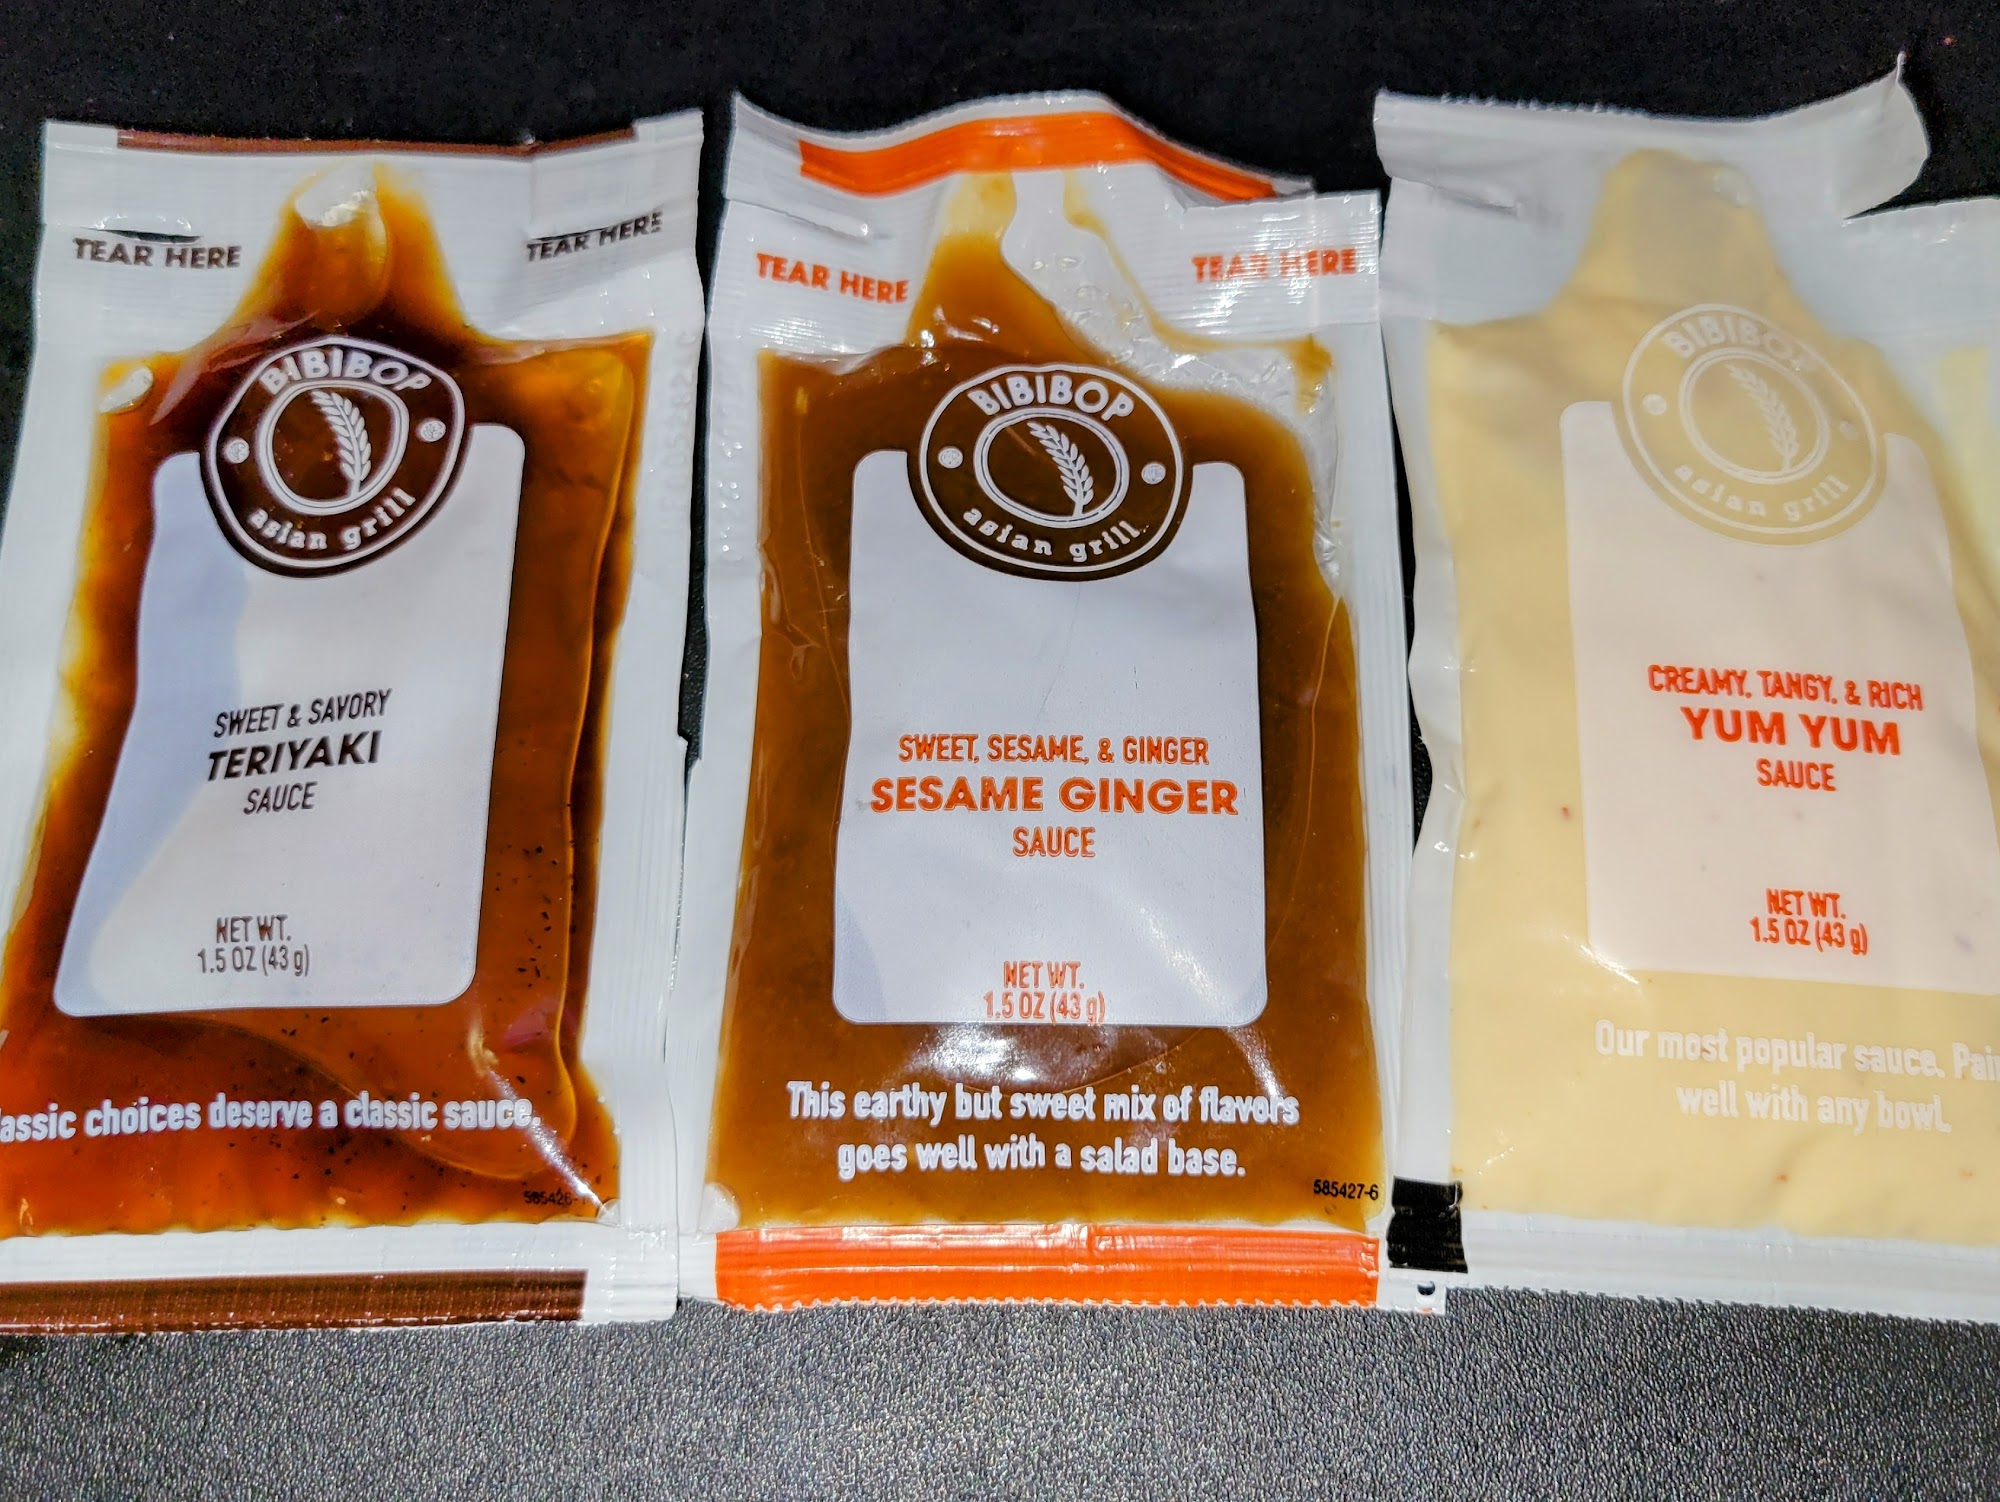 TEAR HERE
TEAR HERE
BIBIBOP
asian grill
SWEET & SAVORY
TERIYAKI
SAUCE
NET WT.
1.5 OZ (43 g)
assic choices deserve a classic sauce.
TEAR HERE
TEAR HERE
BIBIBOP
asian grill
SWEET, SESAME, & GINGER
SESAME GINGER
SAUCE
NET WT.
1.5 OZ (43 g)
This earthy but sweet mix of flavors
goes well with a salad base.
585427-6
BIBIBOP
asian grill
CREAMY, TANGY, & RICH
YUM YUM
SAUCE
NET WT.
1.5 OZ (43 g)
Our most popular sauce. Pai
well with any bowl.